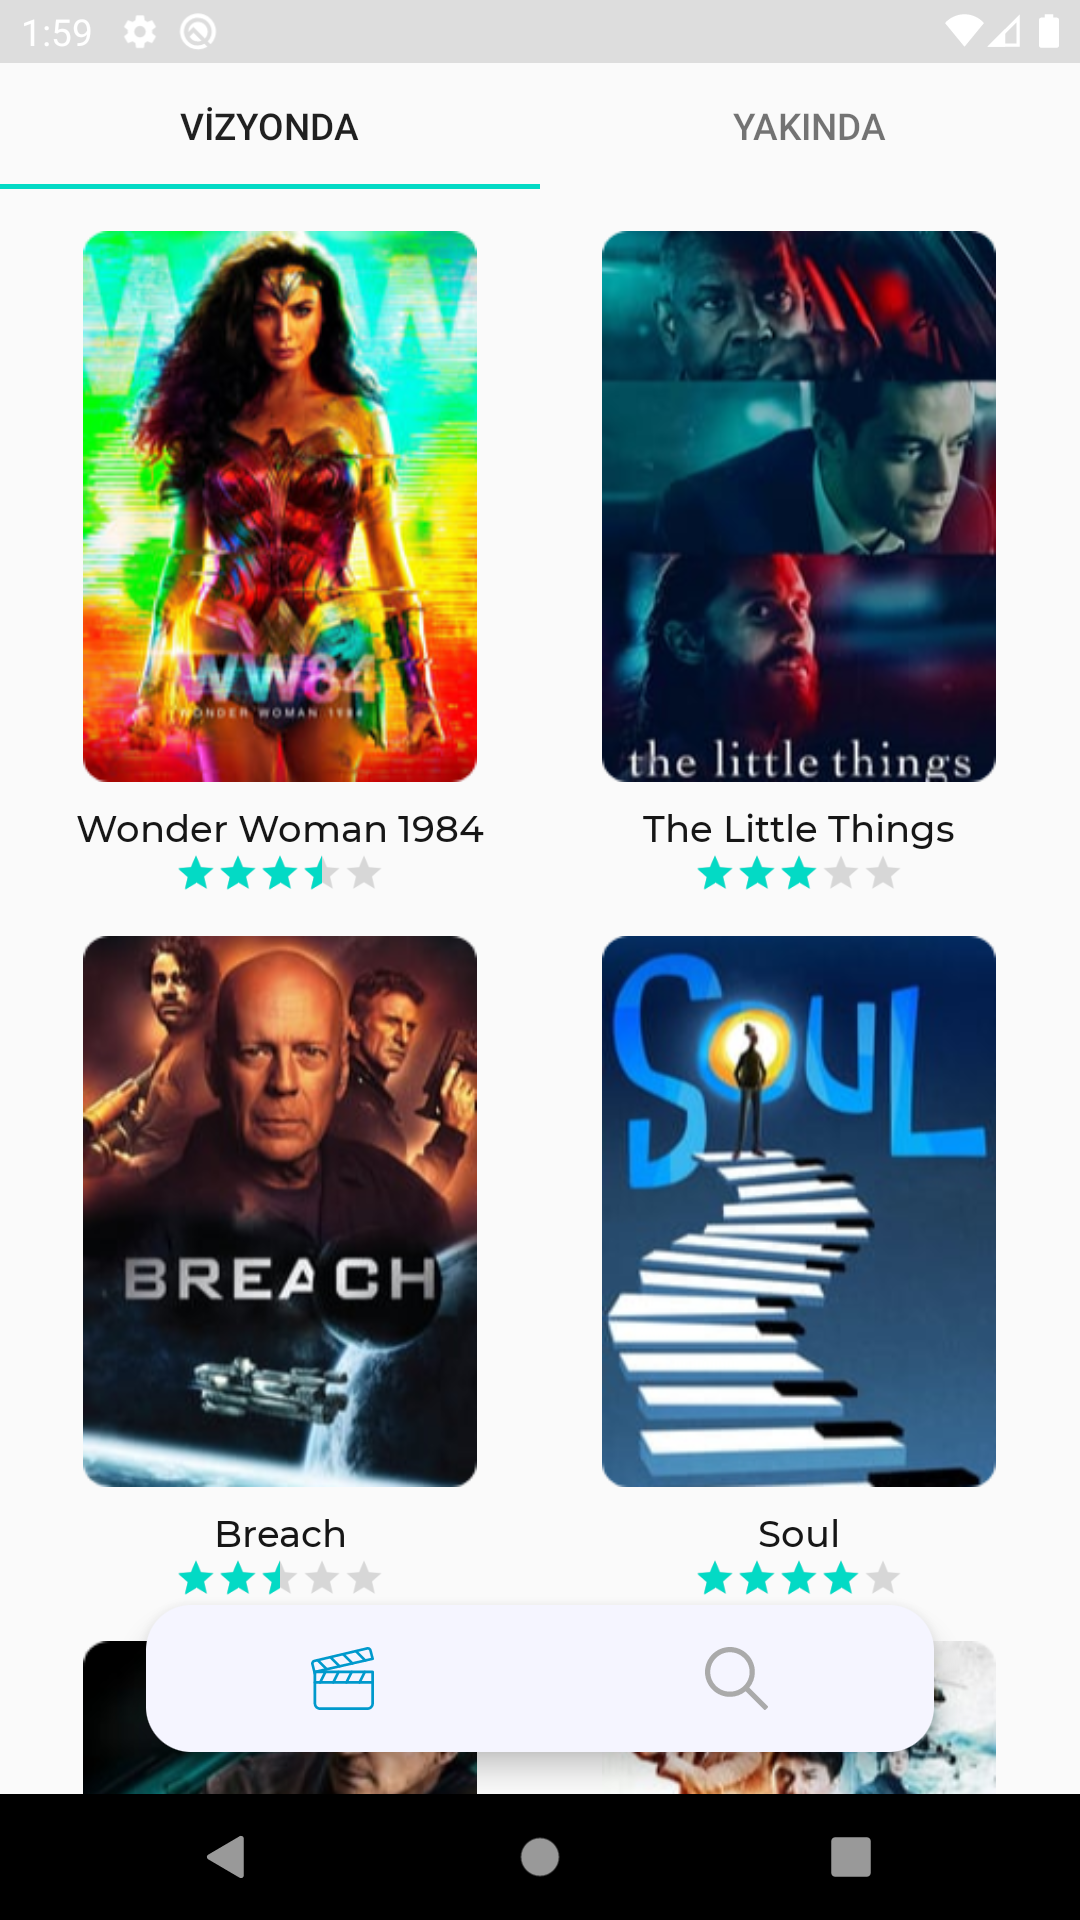 1:59
VİZYONDA
YAKINDA
WW
WW84
WONDER WOMAN 1984
the little things
Wonder Woman 1984
The Little Things
BREACH
SOUL
Breach
Soul